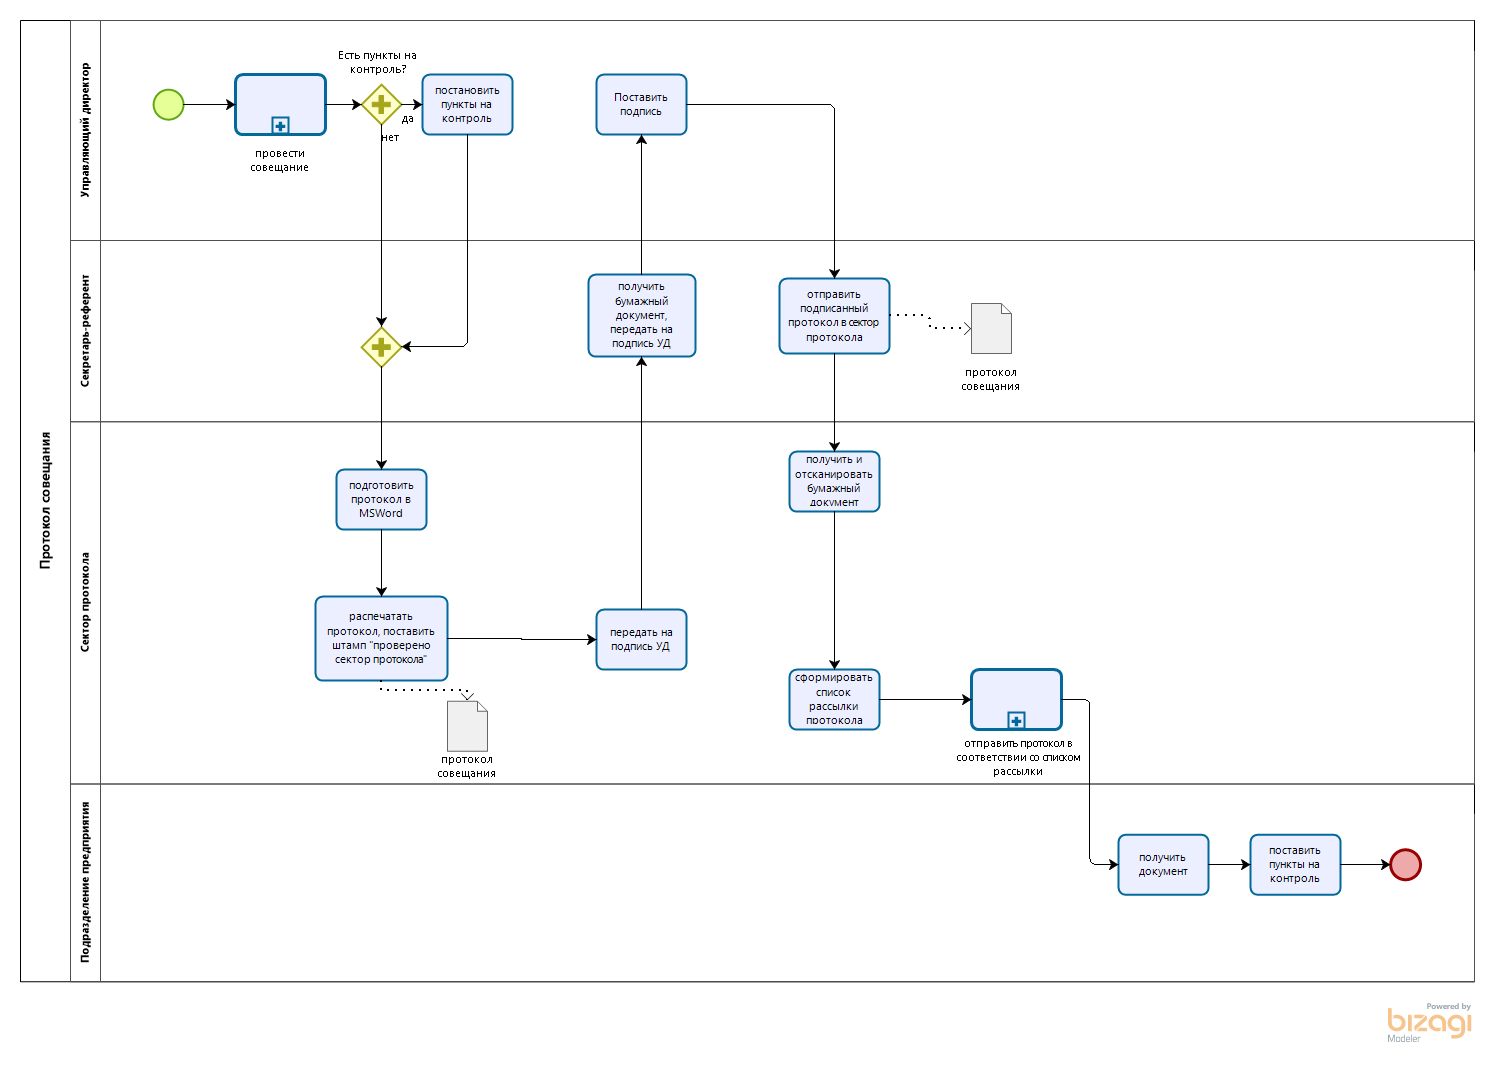 Протокол совещания
Управляющий директор
Есть пункты на
контроль?
да
нет
провести
совещание
постановить
пункты на
контроль
Поставить
подпись
Секретарь-референт
получить
бумажный
документ,
передать на
подпись УД
отправить
подписанный
протокол в сектор
протокола
протокол
совещания
Сектор протокола
подготовить
протокол в
MSWord
распечатать
протокол, поставить
штамп "проверено
сектор протокола"
протокол
совещания
передать на
подпись УД
получить и
отсканировать
бумажный
документ
сформировать
список
рассылки
протокола
отправить протокол в
соответствии со списком
рассылки
Подразделение предприятия
получить
документ
поставить
пункты на
контроль
Powered by
bizagi
Modeler